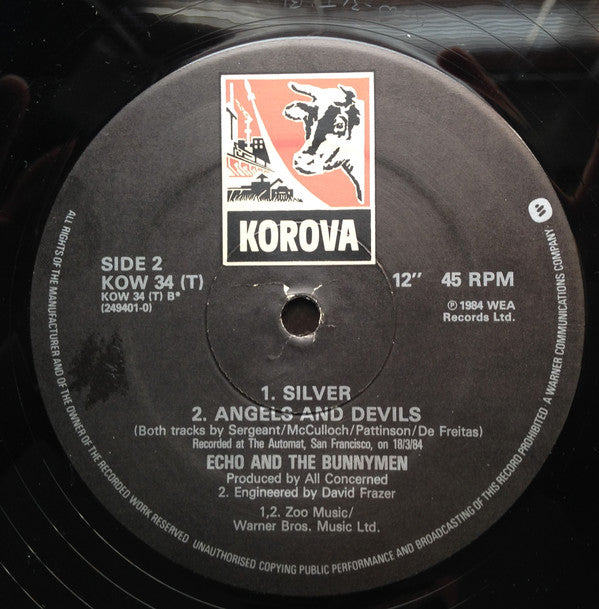 KOROVA
SIDE 2
KOW 34 (T)
KOW 34 (T) B*
(249401-0)
12" 45 RPM
℗ 1984 WEA
Records Ltd.
1. SILVER
2. ANGELS AND DEVILS
(Both tracks by Sergeant/McCulloch/Pattinson/De Freitas)
Recorded at The Automat, San Francisco, on 18/3/84
ECHO AND THE BUNNYMEN
Produced by All Concerned
2. Engineered by David Frazer
1,2. Zoo Music/
Warner Bros. Music Ltd.
ALL RIGHTS OF THE MANUFACTURER AND OF THE OWNER OF THE RECORDED WORK RESERVED UNAUTHORISED COPYING PUBLIC PERFORMANCE AND BROADCASTING OF THIS RECORD PROHIBITED A WARNER COMMUNICATIONS COMPANY